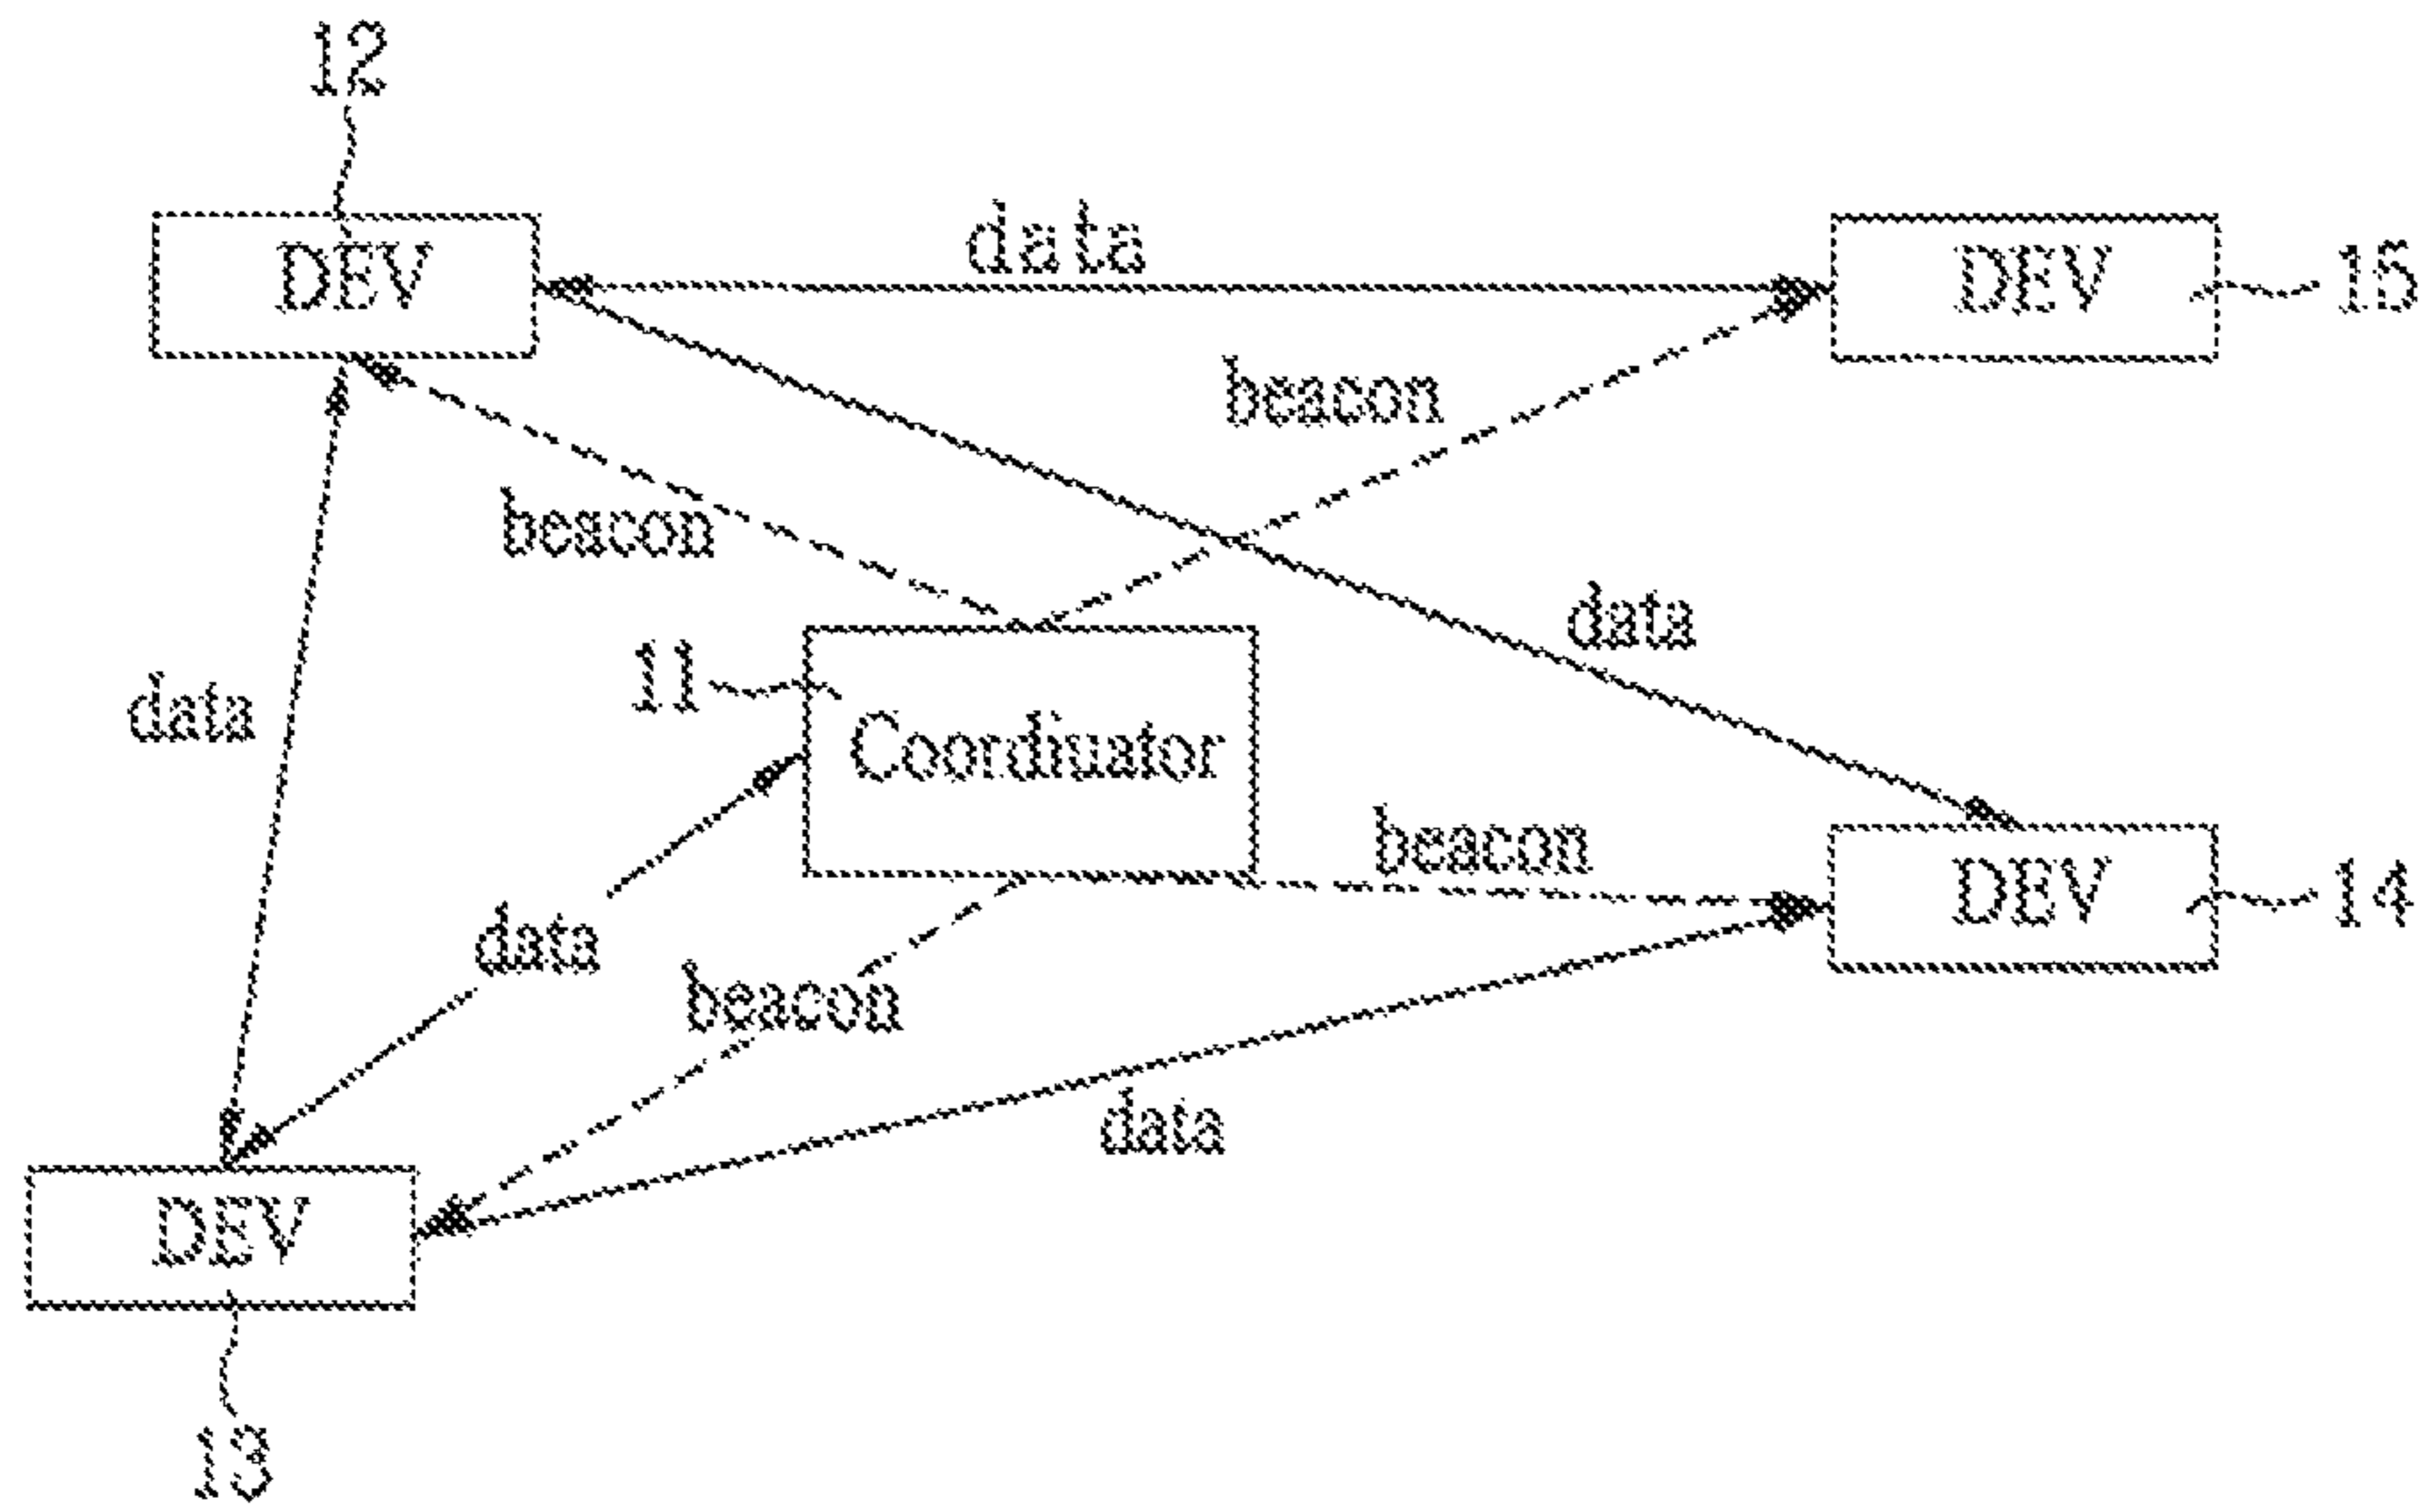 12
DEV
data
DEV
15
beacon
beacon
data
11
data
Coordiuator
beacon
DEV
14
data
beacon
data
DEV
13